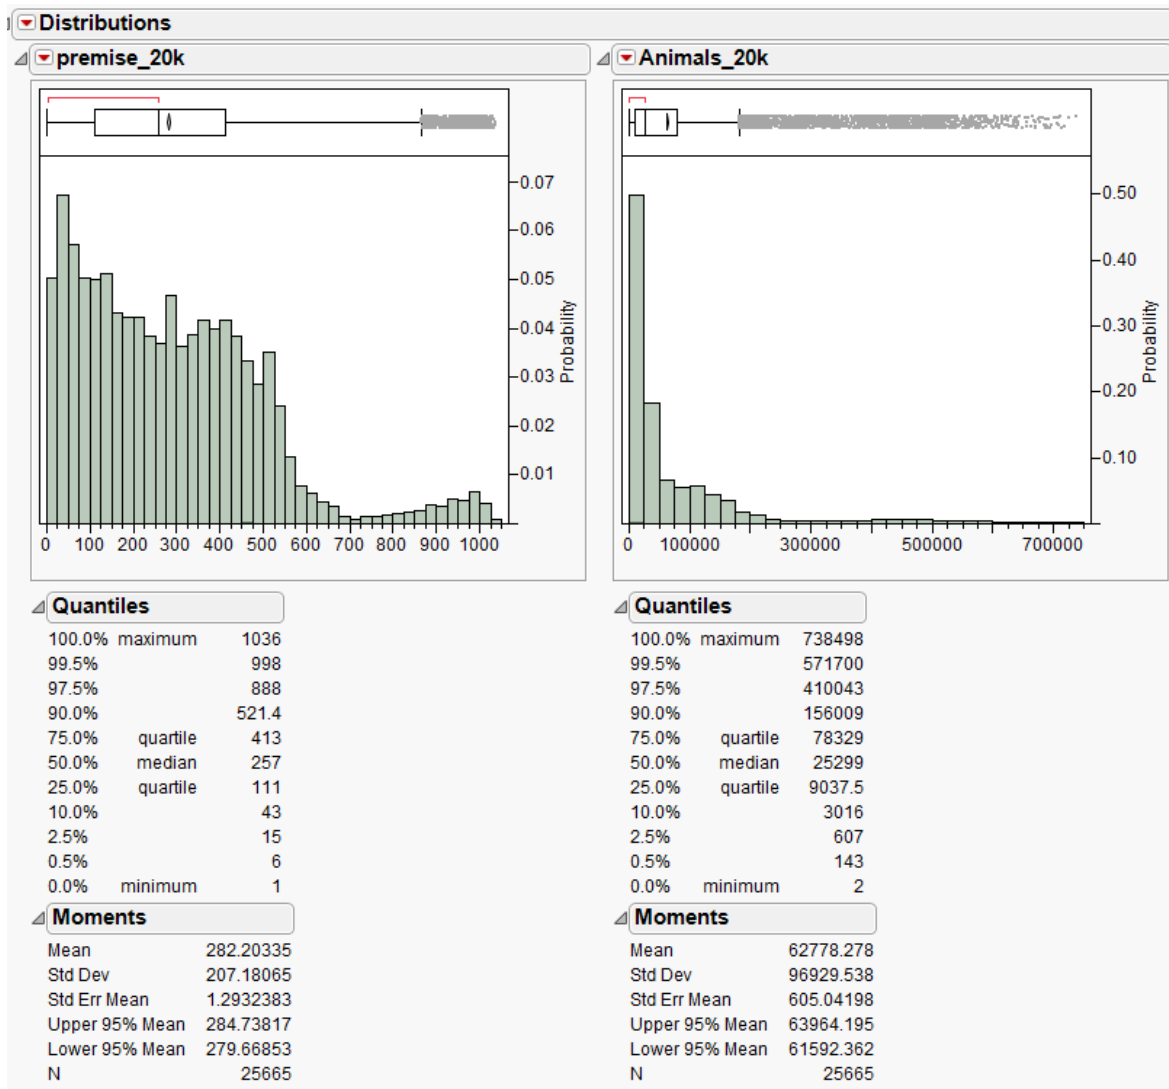 Distributions
premise_20k
0.07
0.06
0.05
0.04
0.03
0.02
0.01
Probability
0 100 200 300 400 500 600 700 800 900 1000
Quantiles
100.0% maximum 1036
99.5% 998
97.5% 888
90.0% 521.4
75.0% quartile 413
50.0% median 257
25.0% quartile 111
10.0% 43
2.5% 15
0.5% 6
0.0% minimum 1
Moments
Mean 282.20335
Std Dev 207.18065
Std Err Mean 1.2932383
Upper 95% Mean 284.73817
Lower 95% Mean 279.66853
N 25665
Animals_20k
0.50
0.40
0.30
0.20
0.10
Probability
0 100000 300000 500000 700000
Quantiles
100.0% maximum 738498
99.5% 571700
97.5% 410043
90.0% 156009
75.0% quartile 78329
50.0% median 25299
25.0% quartile 9037.5
10.0% 3016
2.5% 607
0.5% 143
0.0% minimum 2
Moments
Mean 62778.278
Std Dev 96929.538
Std Err Mean 605.04198
Upper 95% Mean 63964.195
Lower 95% Mean 61592.362
N 25665